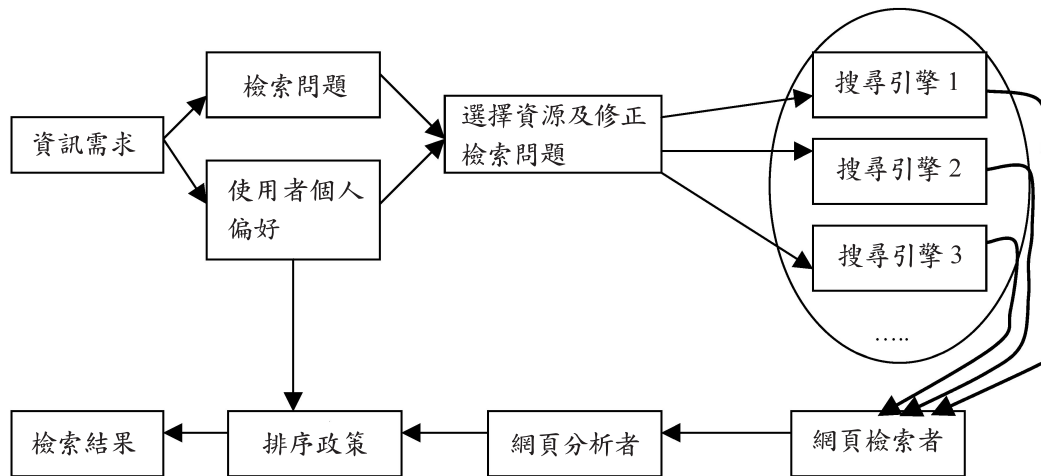 資訊需求
檢索問題
使用者個人
偏好
選擇資源及修正
檢索問題
搜尋引擎 1
搜尋引擎 2
搜尋引擎 3
…..
檢索結果
排序政策
網頁分析者
網頁檢索者